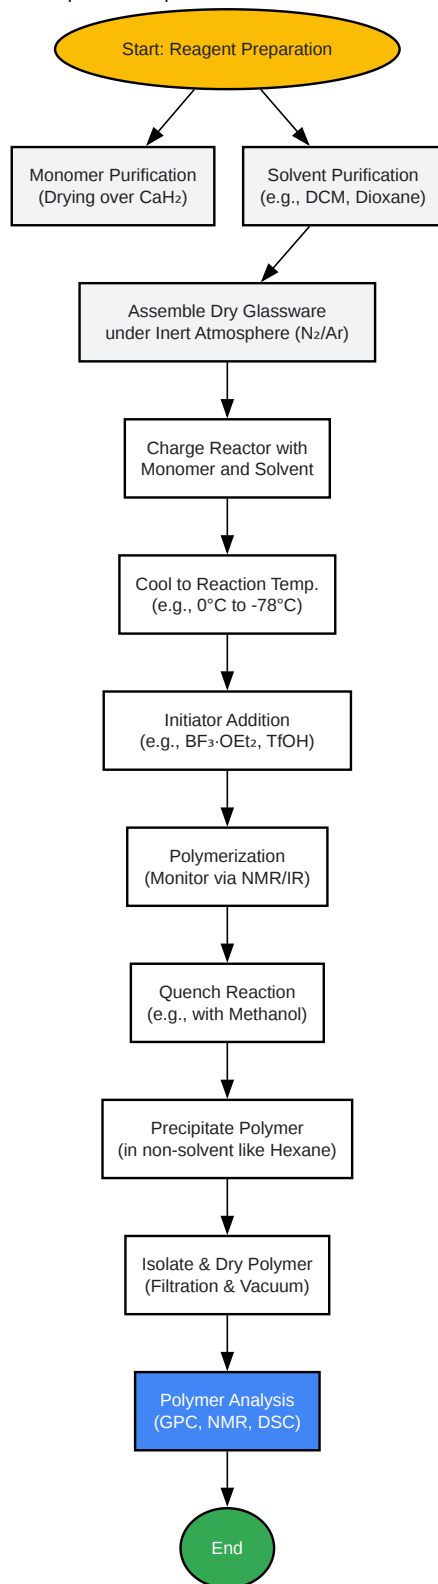 Start: Reagent Preparation
Monomer Purification
(Drying over CaH₂)
Solvent Purification
(e.g., DCM, Dioxane)
Assemble Dry Glassware
under Inert Atmosphere (N₂/Ar)
Charge Reactor with
Monomer and Solvent
Cool to Reaction Temp.
(e.g., 0°C to -78°C)
Initiator Addition
(e.g., BF₃·OEt₂, TfOH)
Polymerization
(Monitor via NMR/IR)
Quench Reaction
(e.g., with Methanol)
Precipitate Polymer
(in non-solvent like Hexane)
Isolate & Dry Polymer
(Filtration & Vacuum)
Polymer Analysis
(GPC, NMR, DSC)
End